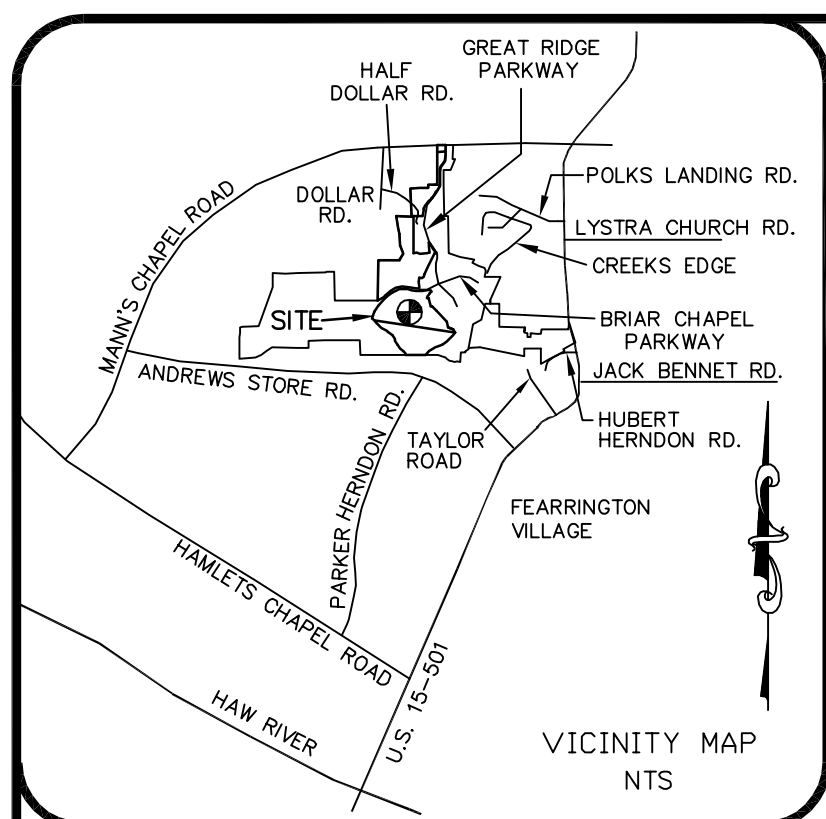 GREAT RIDGE
PARKWAY
HALF
DOLLAR RD.
DOLLAR
RD.
POLKS LANDING RD.
LYSTRA CHURCH RD.
CREEKS EDGE
MANN'S CHAPEL ROAD
SITE
BRIAR CHAPEL
PARKWAY
ANDREWS STORE RD.
JACK BENNET RD.
HUBERT
HERNDON RD.
TAYLOR
ROAD
PARKER HERNDON RD.
FEARRINGTON
VILLAGE
HAMLETS CHAPEL ROAD
U.S. 15-501
HAW RIVER
VICINITY MAP
NTS